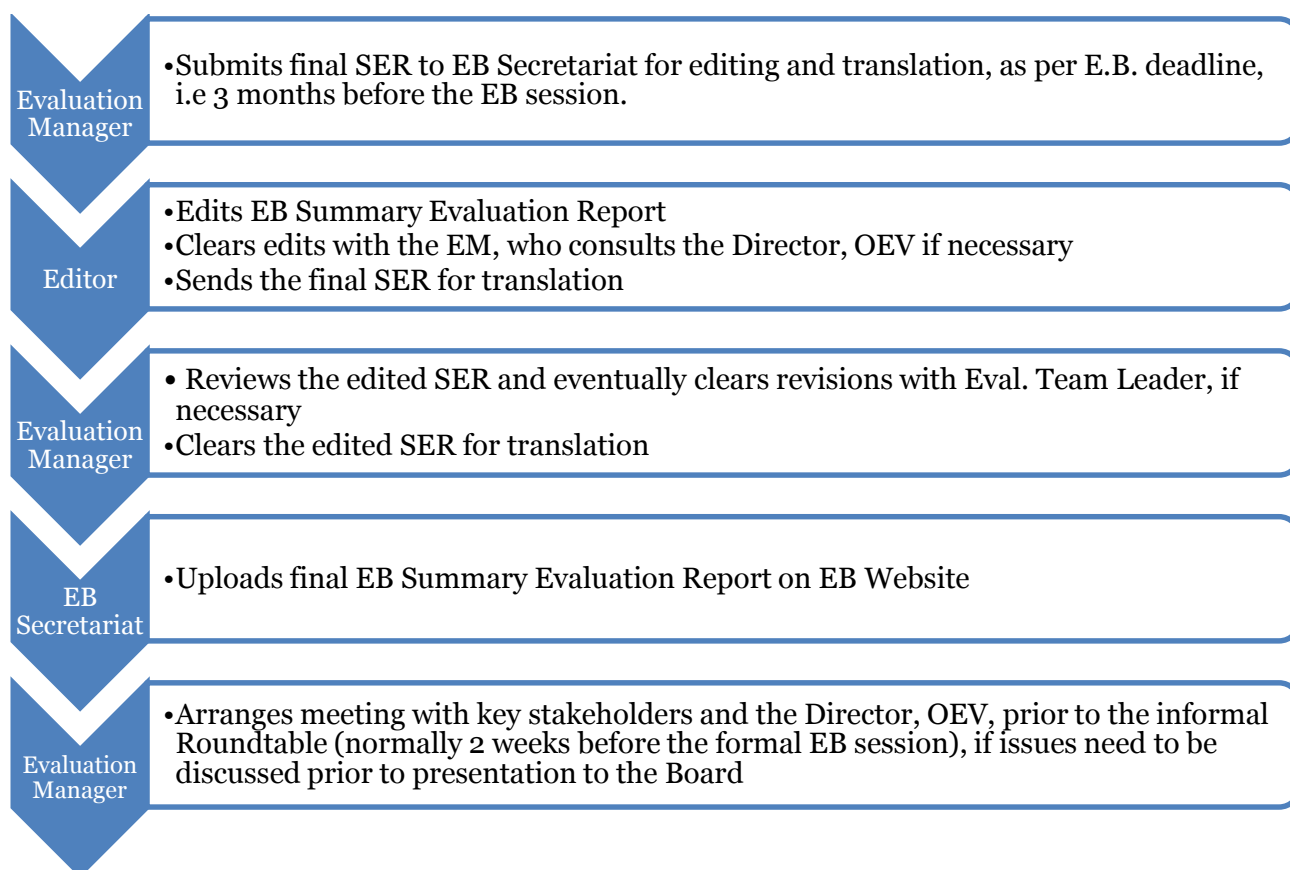 Evaluation
Manager
•Submits final SER to EB Secretariat for editing and translation, as per E.B. deadline,
i.e 3 months before the EB session.
Editor
•Edits EB Summary Evaluation Report
•Clears edits with the EM, who consults the Director, OEV if necessary
•Sends the final SER for translation
Evaluation
Manager
• Reviews the edited SER and eventually clears revisions with Eval. Team Leader, if
necessary
•Clears the edited SER for translation
EB
Secretariat
•Uploads final EB Summary Evaluation Report on EB Website
Evaluation
Manager
•Arranges meeting with key stakeholders and the Director, OEV, prior to the informal
Roundtable (normally 2 weeks before the formal EB session), if issues need to be
discussed prior to presentation to the Board